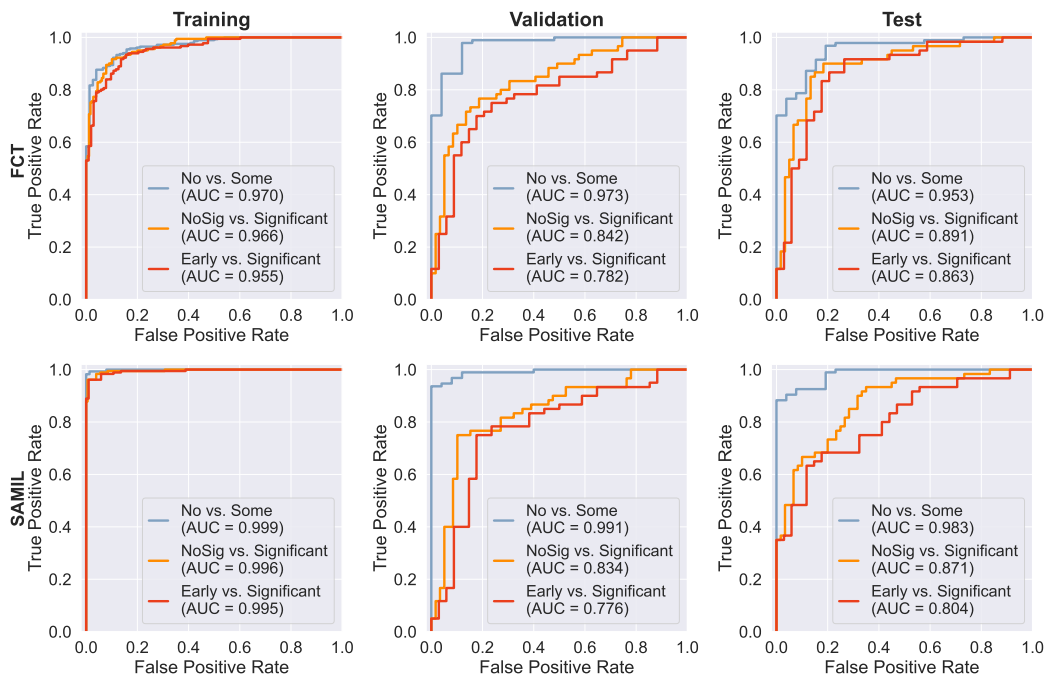 Training
Validation
Test
FCT
True Positive Rate
1.0
0.8
0.6
0.4
0.2
0.0
No vs. Some
(AUC = 0.970)
NoSig vs. Significant
(AUC = 0.966)
Early vs. Significant
(AUC = 0.955)
0.0 0.2 0.4 0.6 0.8 1.0
False Positive Rate
True Positive Rate
1.0
0.8
0.6
0.4
0.2
0.0
No vs. Some
(AUC = 0.973)
NoSig vs. Significant
(AUC = 0.842)
Early vs. Significant
(AUC = 0.782)
0.0 0.2 0.4 0.6 0.8 1.0
False Positive Rate
True Positive Rate
1.0
0.8
0.6
0.4
0.2
0.0
No vs. Some
(AUC = 0.953)
NoSig vs. Significant
(AUC = 0.891)
Early vs. Significant
(AUC = 0.863)
0.0 0.2 0.4 0.6 0.8 1.0
False Positive Rate
SAMIL
True Positive Rate
1.0
0.8
0.6
0.4
0.2
0.0
No vs. Some
(AUC = 0.999)
NoSig vs. Significant
(AUC = 0.996)
Early vs. Significant
(AUC = 0.995)
0.0 0.2 0.4 0.6 0.8 1.0
False Positive Rate
True Positive Rate
1.0
0.8
0.6
0.4
0.2
0.0
No vs. Some
(AUC = 0.991)
NoSig vs. Significant
(AUC = 0.834)
Early vs. Significant
(AUC = 0.776)
0.0 0.2 0.4 0.6 0.8 1.0
False Positive Rate
True Positive Rate
1.0
0.8
0.6
0.4
0.2
0.0
No vs. Some
(AUC = 0.983)
NoSig vs. Significant
(AUC = 0.871)
Early vs. Significant
(AUC = 0.804)
0.0 0.2 0.4 0.6 0.8 1.0
False Positive Rate